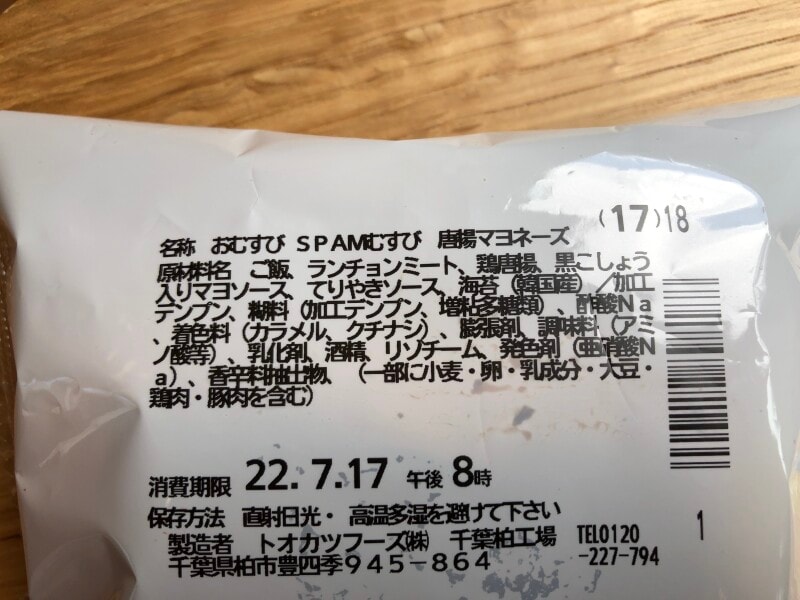 (17)18
名称 おむすび SPAMむすび 唐揚マヨネーズ
原材料名 ご飯、ランチョンミート、鶏唐揚、黒こしょう
入りマヨソース、てりやきソース、海苔(韓国産)/加工
デンプン、糊料(加工デンプン、増粘多糖類)、酢酸Na
、着色料(カラメル、クチナシ)、膨張剤、調味料(アミ
ノ酸等)、乳化剤、酒精、リゾチーム、発色剤(亜硝酸N
a)、香辛料抽出物、(一部に小麦・卵・乳成分・大豆・
鶏肉・豚肉を含む)
消費期限 22.7.17 午後 8時
保存方法 直射日光・高温多湿を避けて下さい
製造者 トオカツフーズ㈱ 千葉柏工場
千葉県柏市豊四季945-864
TEL0120
-227-794
1